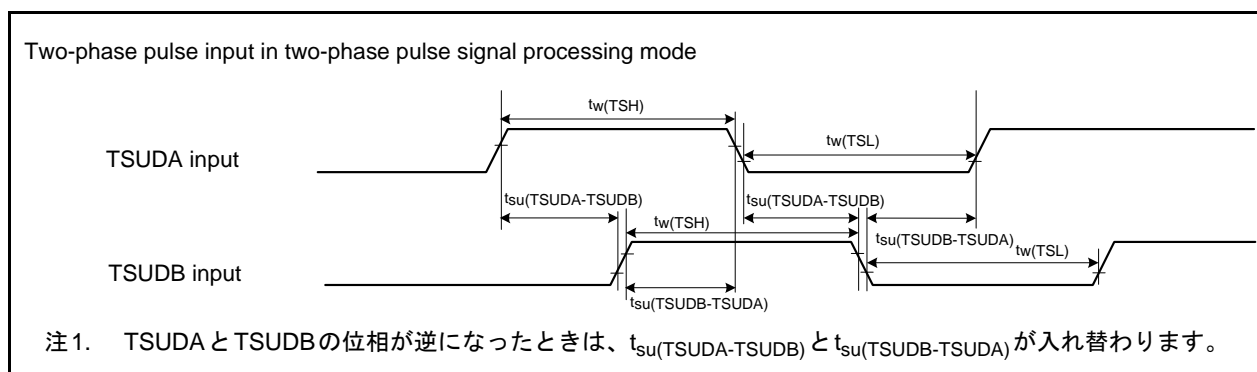 Two-phase pulse input in two-phase pulse signal processing mode
tw(TSH)
TSUDA input
tw(TSL)
tsu(TSUDA-TSUDB)
tsu(TSUDA-TSUDB)
tw(TSH)
tsu(TSUDB-TSUDA)
tw(TSL)
TSUDB input
tsu(TSUDB-TSUDA)
注1. TSUDAとTSUDBの位相が逆になったときは、tsu(TSUDA-TSUDB)とtsu(TSUDB-TSUDA)が入れ替わります。